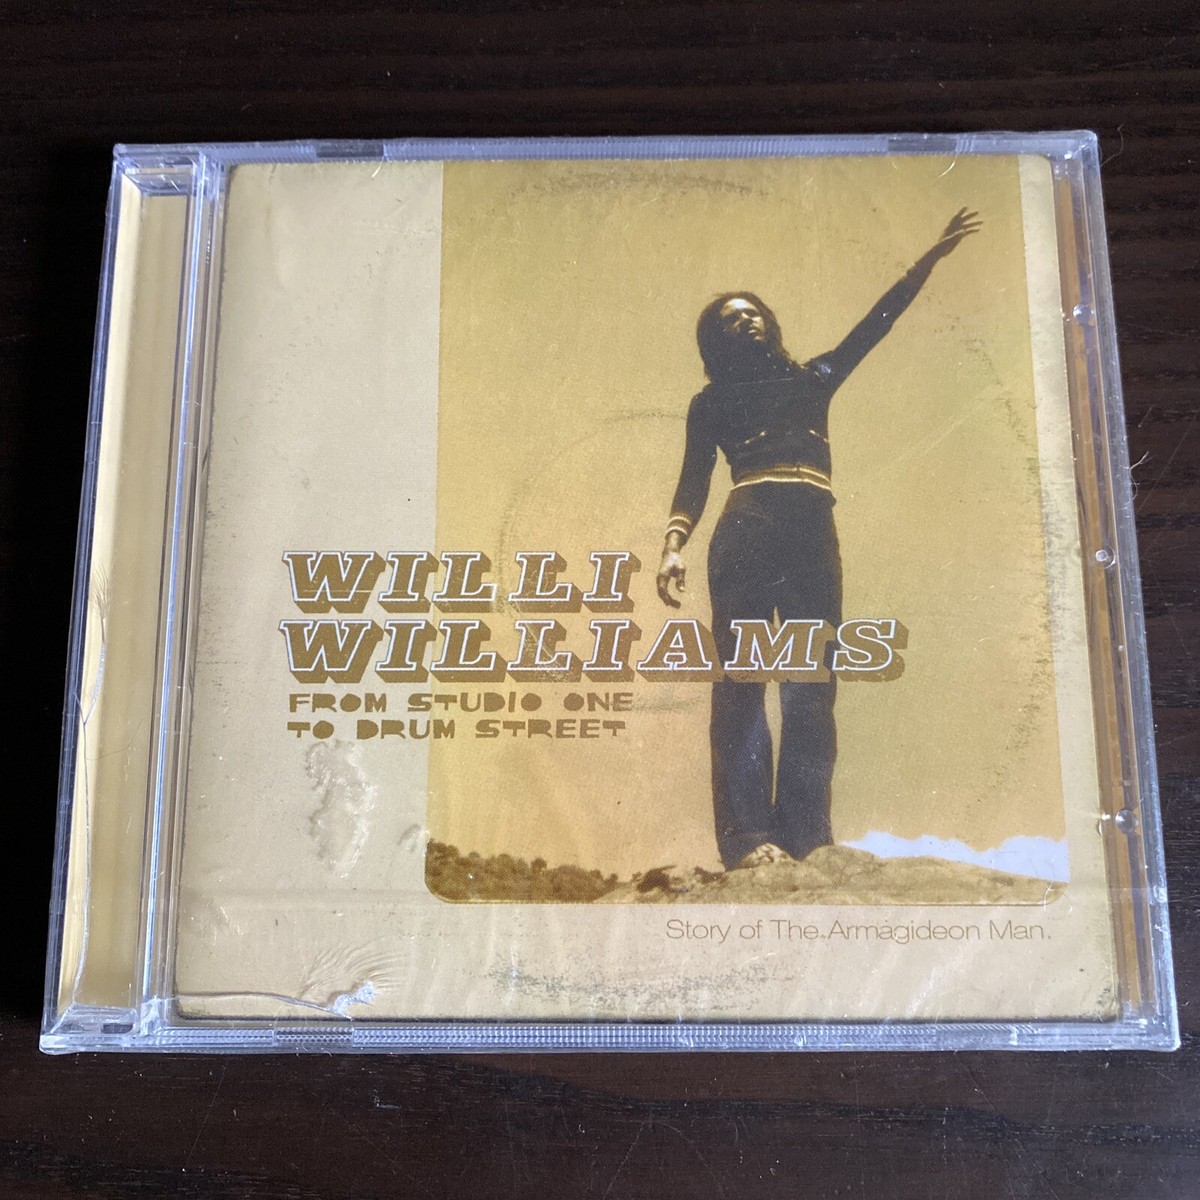 WILLI
WILLIAMS
FROM STUDIO ONE
TO DRUM STREET
Story of The Armagideon Man.